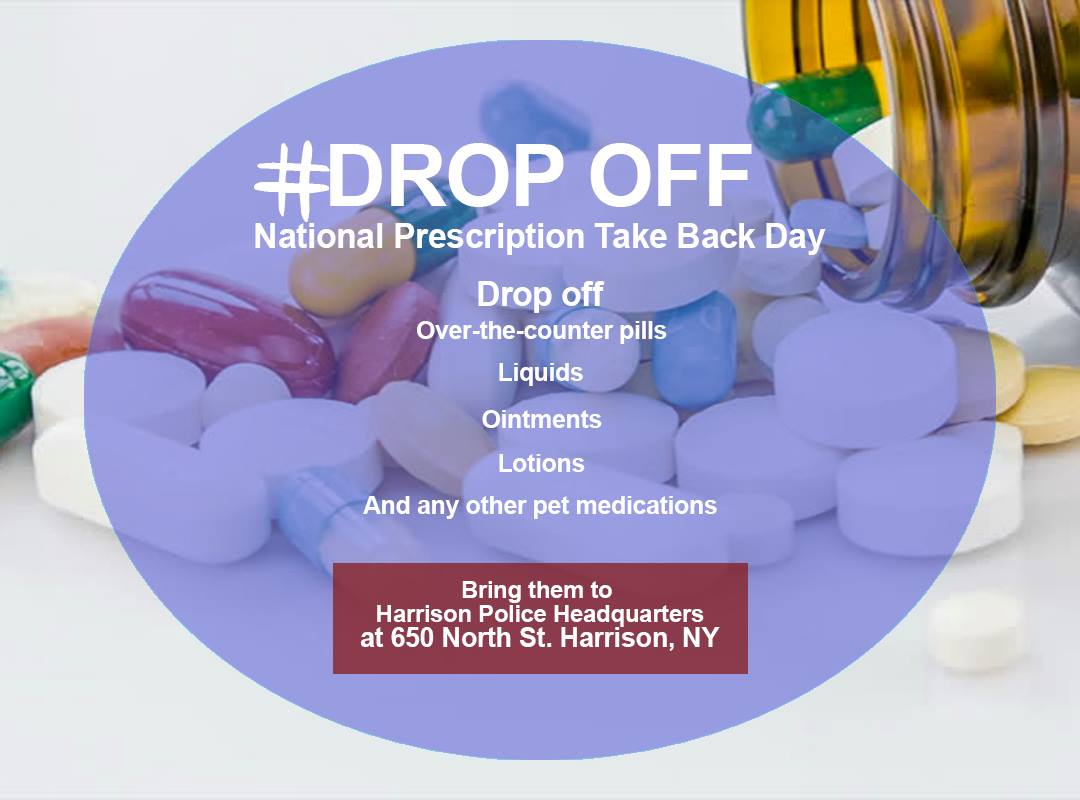 #DROP OFF
National Prescription Take Back Day
Drop off
Over-the-counter pills
Liquids
Ointments
Lotions
And any other pet medications
Bring them to
Harrison Police Headquarters
at 650 North St. Harrison, NY